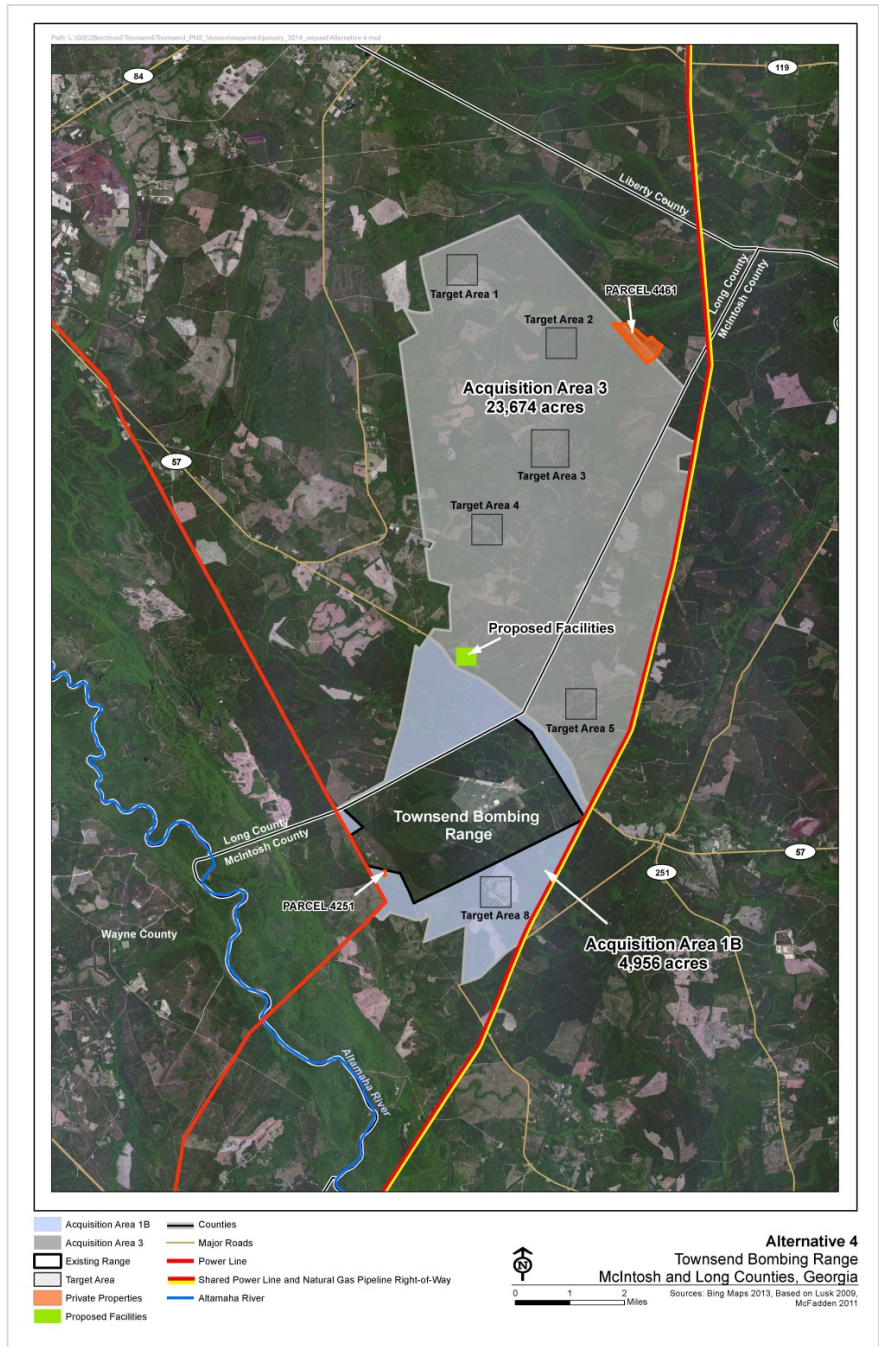 Path: L:\GIS\2Barchived\Townsend\Townsend_PNS_Version\maps\mxd\january_2014_request\Alternative 4.mxd
84
119
Liberty County
Long County
McIntosh County
PARCEL 4461
Target Area 1
Target Area 2
Acquisition Area 3
23,674 acres
57
Target Area 3
Target Area 4
Proposed Facilities
Target Area 5
Townsend Bombing
Range
Long County
McIntosh County
57
251
PARCEL 4251
Target Area 8
Wayne County
Acquisition Area 1B
4,956 acres
Altamaha River
Acquisition Area 1B
Acquisition Area 3
Existing Range
Target Area
Private Properties
Proposed Facilities
Counties
Major Roads
Power Line
Shared Power Line and Natural Gas Pipeline Right-of-Way
Altamaha River
N
0 1 2
Miles
Alternative 4
Townsend Bombing Range
McIntosh and Long Counties, Georgia
Sources: Bing Maps 2013, Based on Lusk 2009,
McFadden 2011